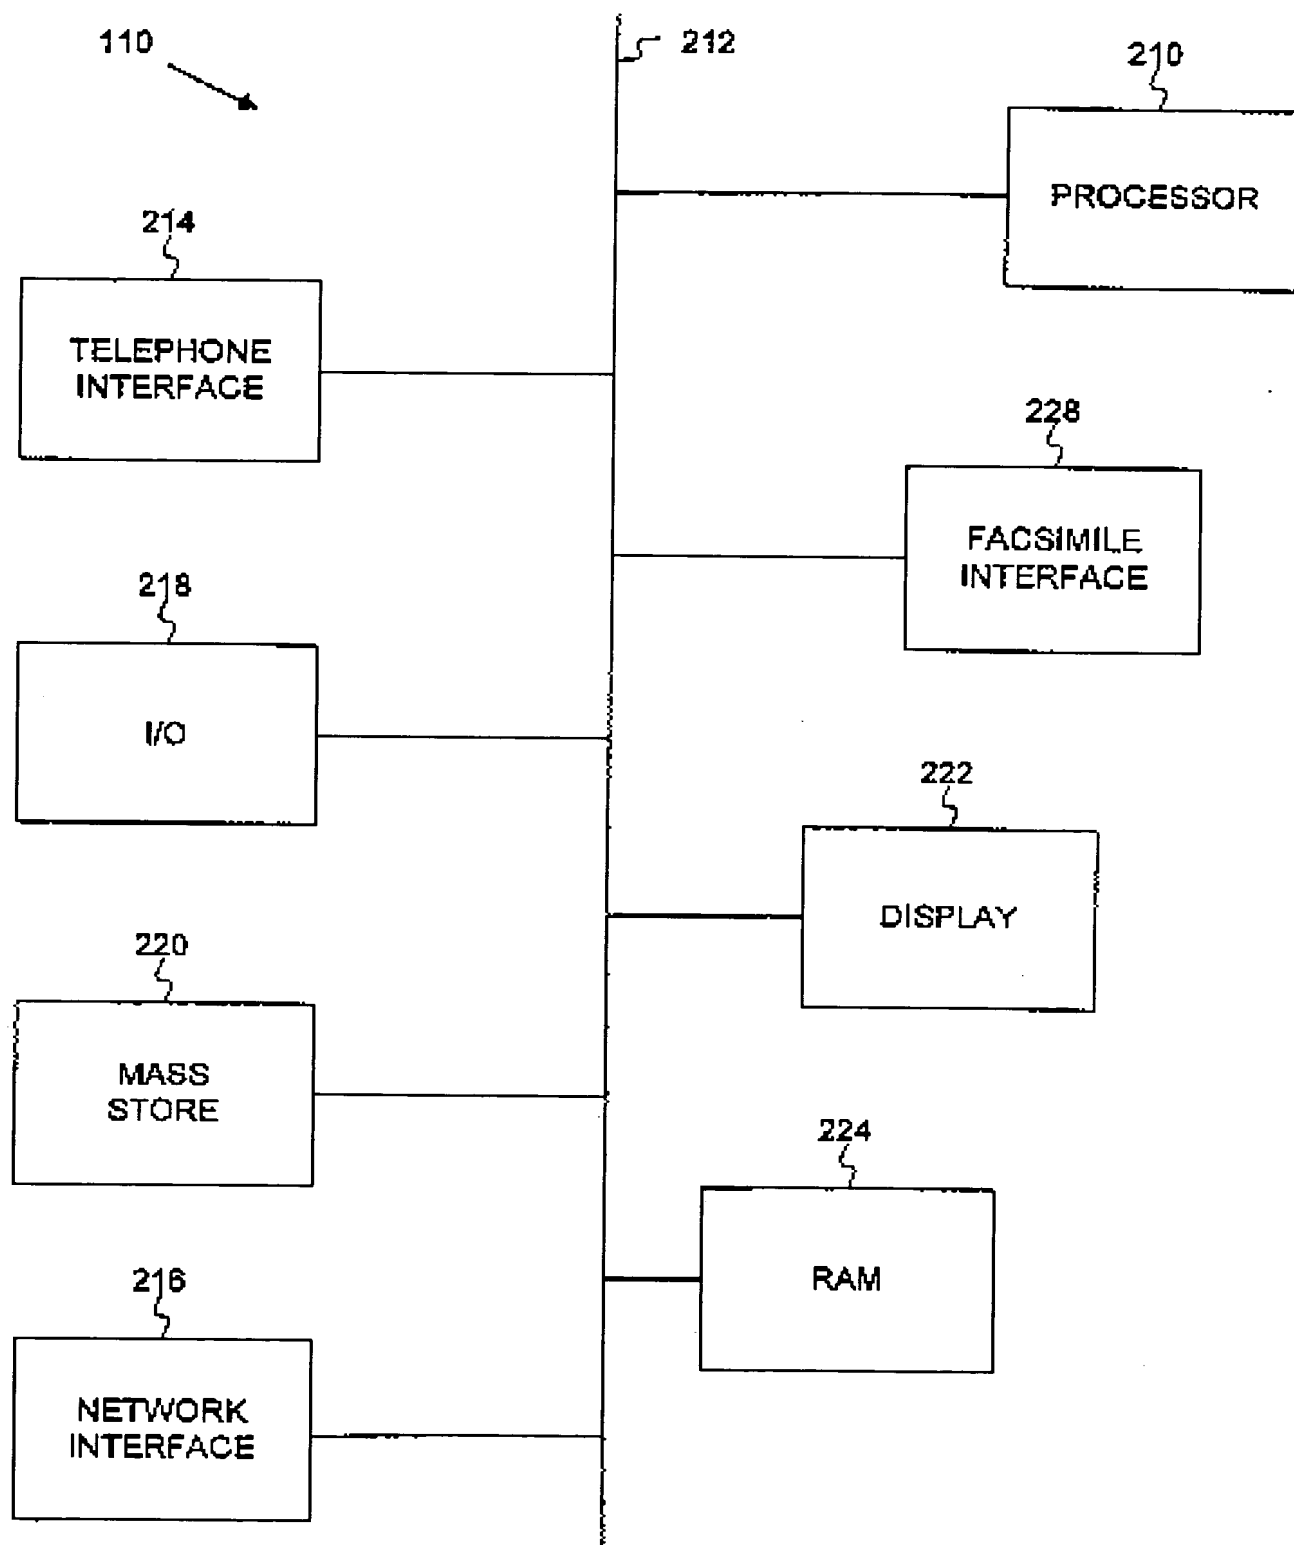 110
212
210
PROCESSOR
214
TELEPHONE
INTERFACE
228
FACSIMILE
INTERFACE
218
I/O
222
DISPLAY
220
MASS
STORE
224
RAM
216
NETWORK
INTERFACE